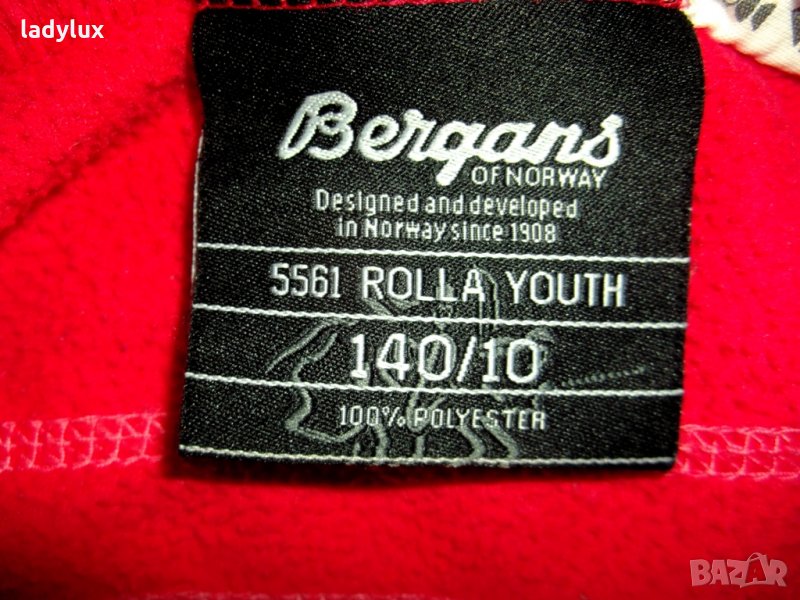 ladylux
Bergans
OF NORWAY
Designed and developed
in Norway since 1908
5561 ROLLA YOUTH
140/10
100% POLYESTER
BAZAR